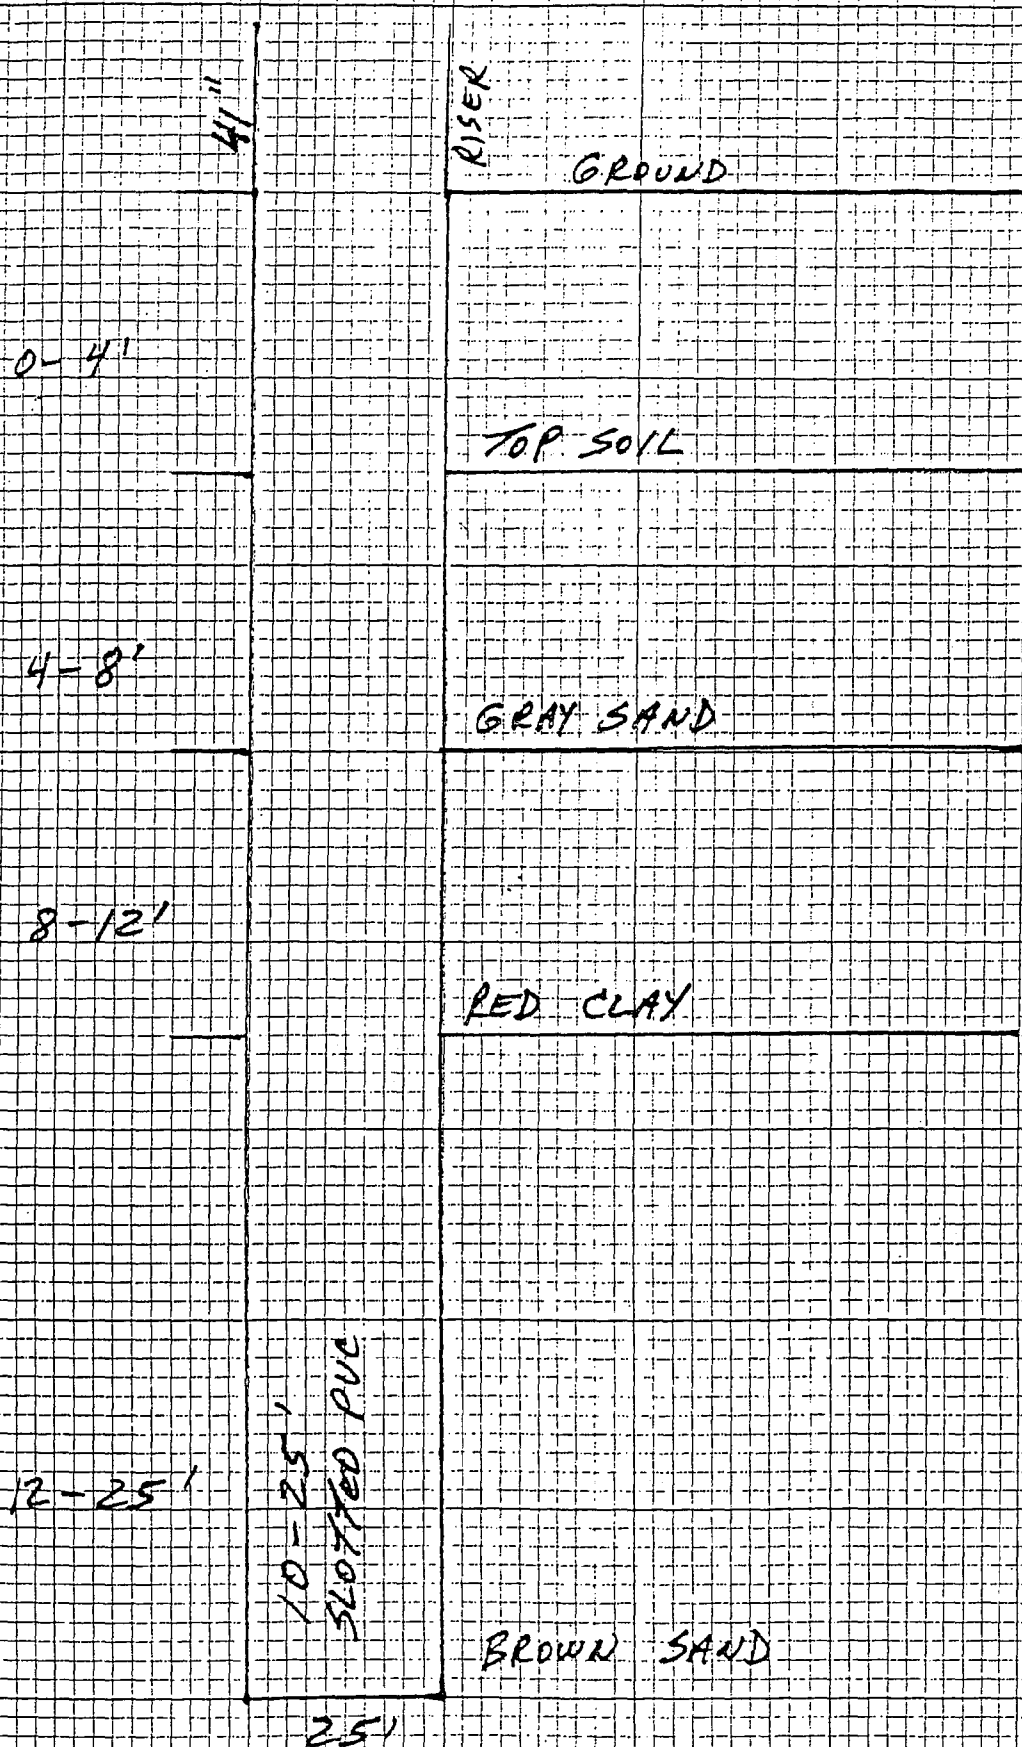 41"
RISER
GROUND
0-4'
TOP SOIL
4-8'
GRAY SAND
8-12'
RED CLAY
10-25'
SLOTTED PVC
12-25'
BROWN SAND
25'